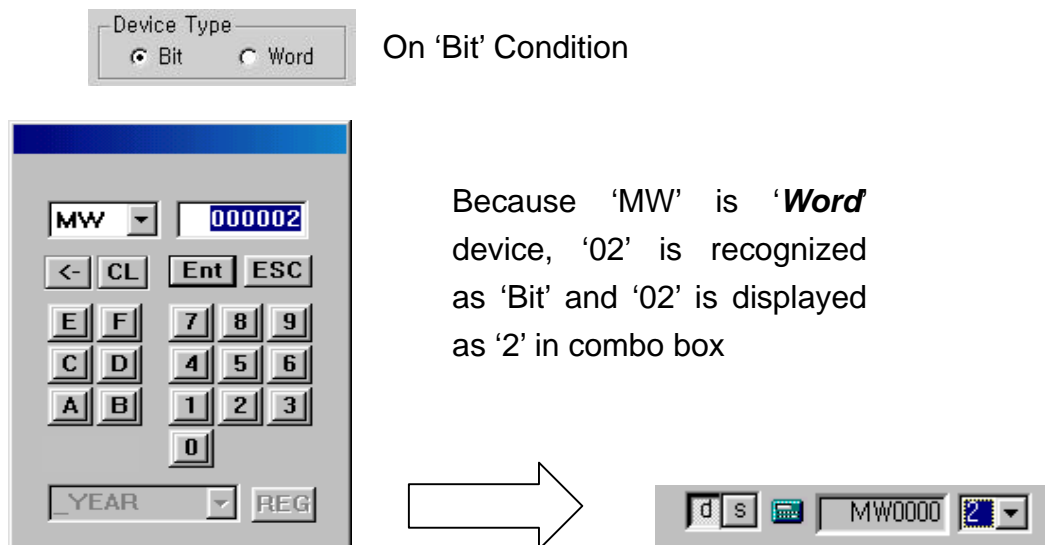 Device Type
Bit Word
On ‘Bit’ Condition
MW 000002
<- CL Ent ESC
E F 7 8 9
C D 4 5 6
A B 1 2 3
0
_YEAR REG
Because ‘MW’ is ‘Word’
device, ‘02’ is recognized
as ‘Bit’ and ‘02’ is displayed
as ‘2’ in combo box
d s MW0000 2